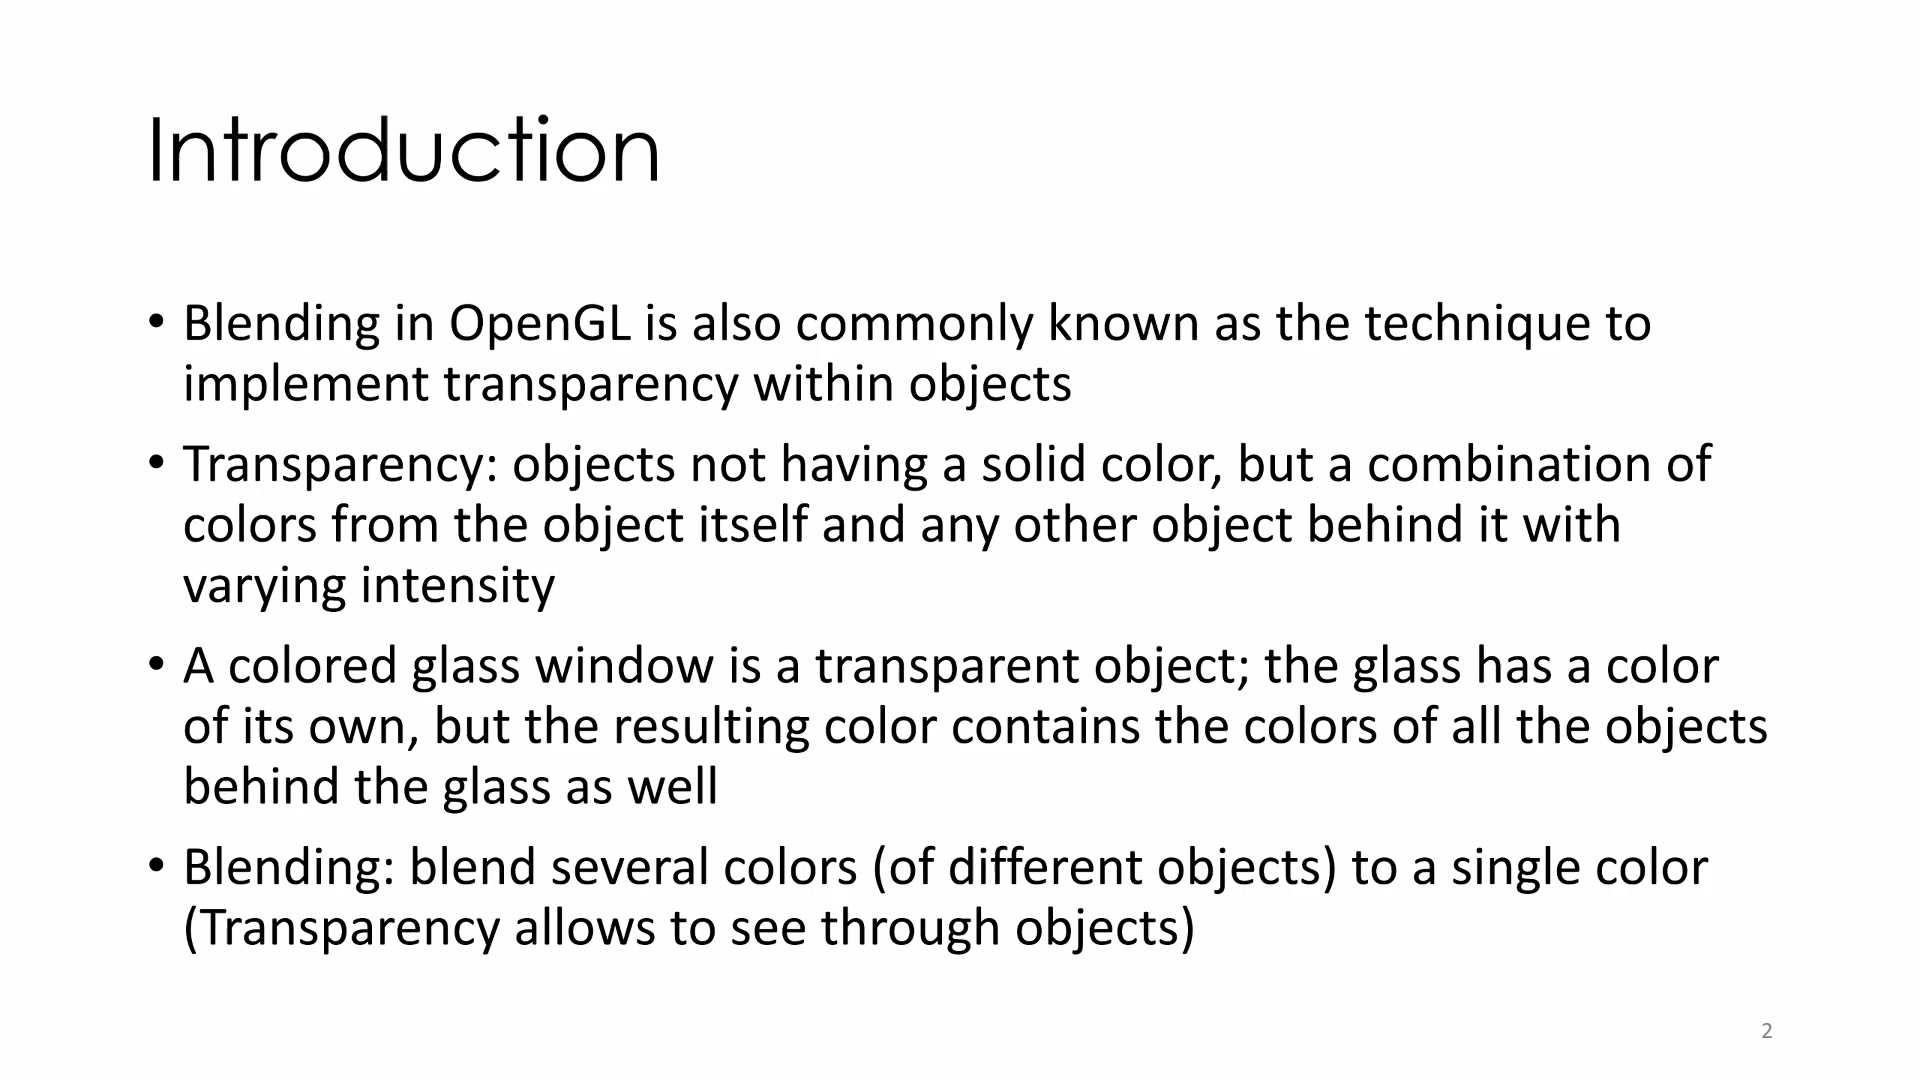 Introduction
• Blending in OpenGL is also commonly known as the technique to
implement transparency within objects
• Transparency: objects not having a solid color, but a combination of
colors from the object itself and any other object behind it with
varying intensity
• A colored glass window is a transparent object; the glass has a color
of its own, but the resulting color contains the colors of all the objects
behind the glass as well
• Blending: blend several colors (of different objects) to a single color
(Transparency allows to see through objects)
2